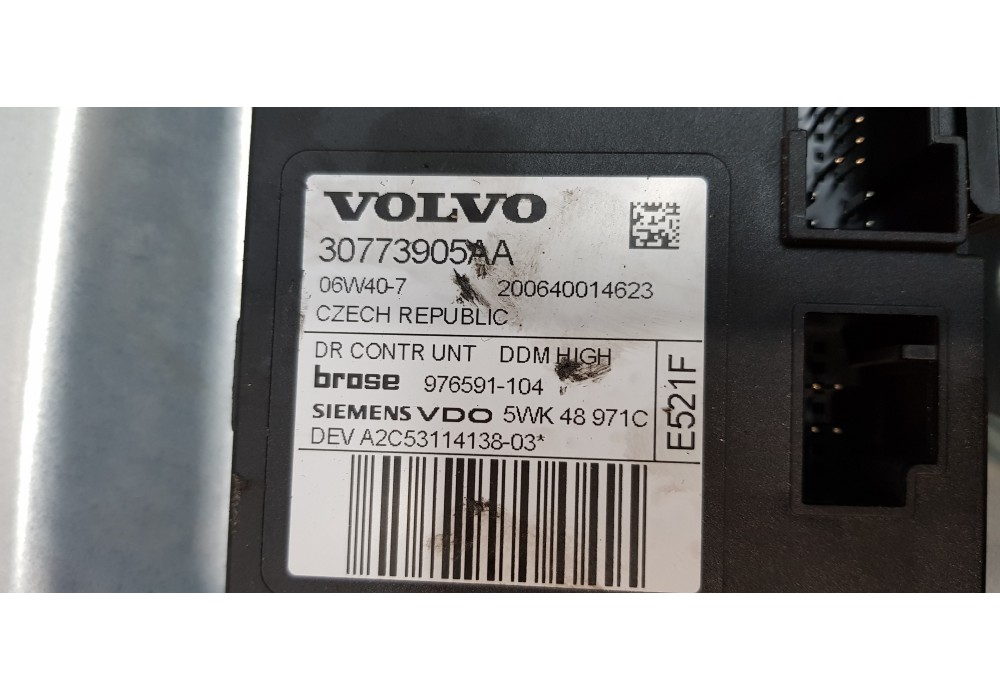 VOLVO
30773905AA
06W40-7 200640014623
CZECH REPUBLIC
DR CONTR UNT DDM HIGH
brose 976591-104
SIEMENS VDO 5WK 48 971C
DEV A2C53114138-03*
E521F